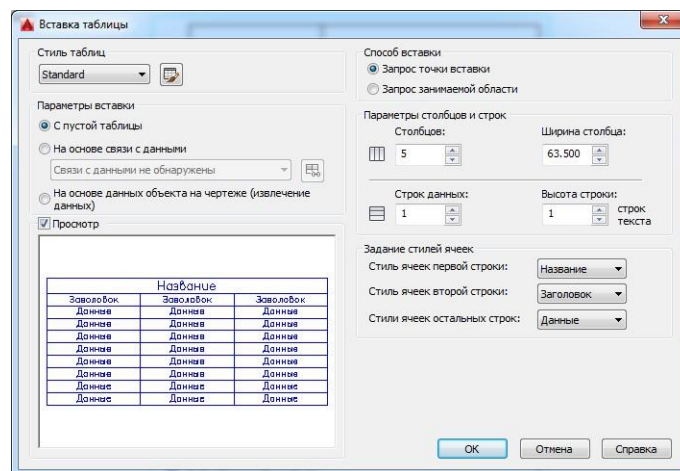 Вставка таблицы
Стиль таблиц
Standard
Параметры вставки
С пустой таблицы
На основе связи с данными
Связи с данными не обнаружены
На основе данных объекта на чертеже (извлечение
данных)
Просмотр
Название
Заголовок Заголовок Заголовок
Данные Данные Данные
Данные Данные Данные
Данные Данные Данные
Данные Данные Данные
Данные Данные Данные
Данные Данные Данные
Данные Данные Данные
Данные Данные Данные
Способ вставки
Запрос точки вставки
Запрос занимаемой области
Параметры столбцов и строк
Столбцов: Ширина столбца:
5 63.500
Строк данных: Высота строки:
1 1 строк
текста
Задание стилей ячеек
Стиль ячеек первой строки: Название
Стиль ячеек второй строки: Заголовок
Стили ячеек остальных строк: Данные
ОК Отмена Справка